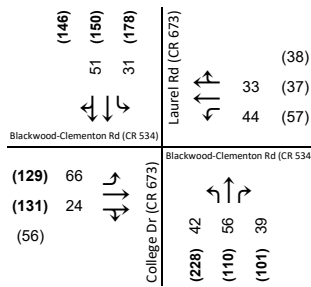 (146) (150) (178)
51 31
Blackwood-Clementon Rd (CR 534)
Laurel Rd (CR 673)
(38)
33 (37)
44 (57)
(129) 66
(131) 24
(56)
College Dr (CR 673)
Blackwood-Clementon Rd (CR 534
42 56 39
(228) (110) (101)